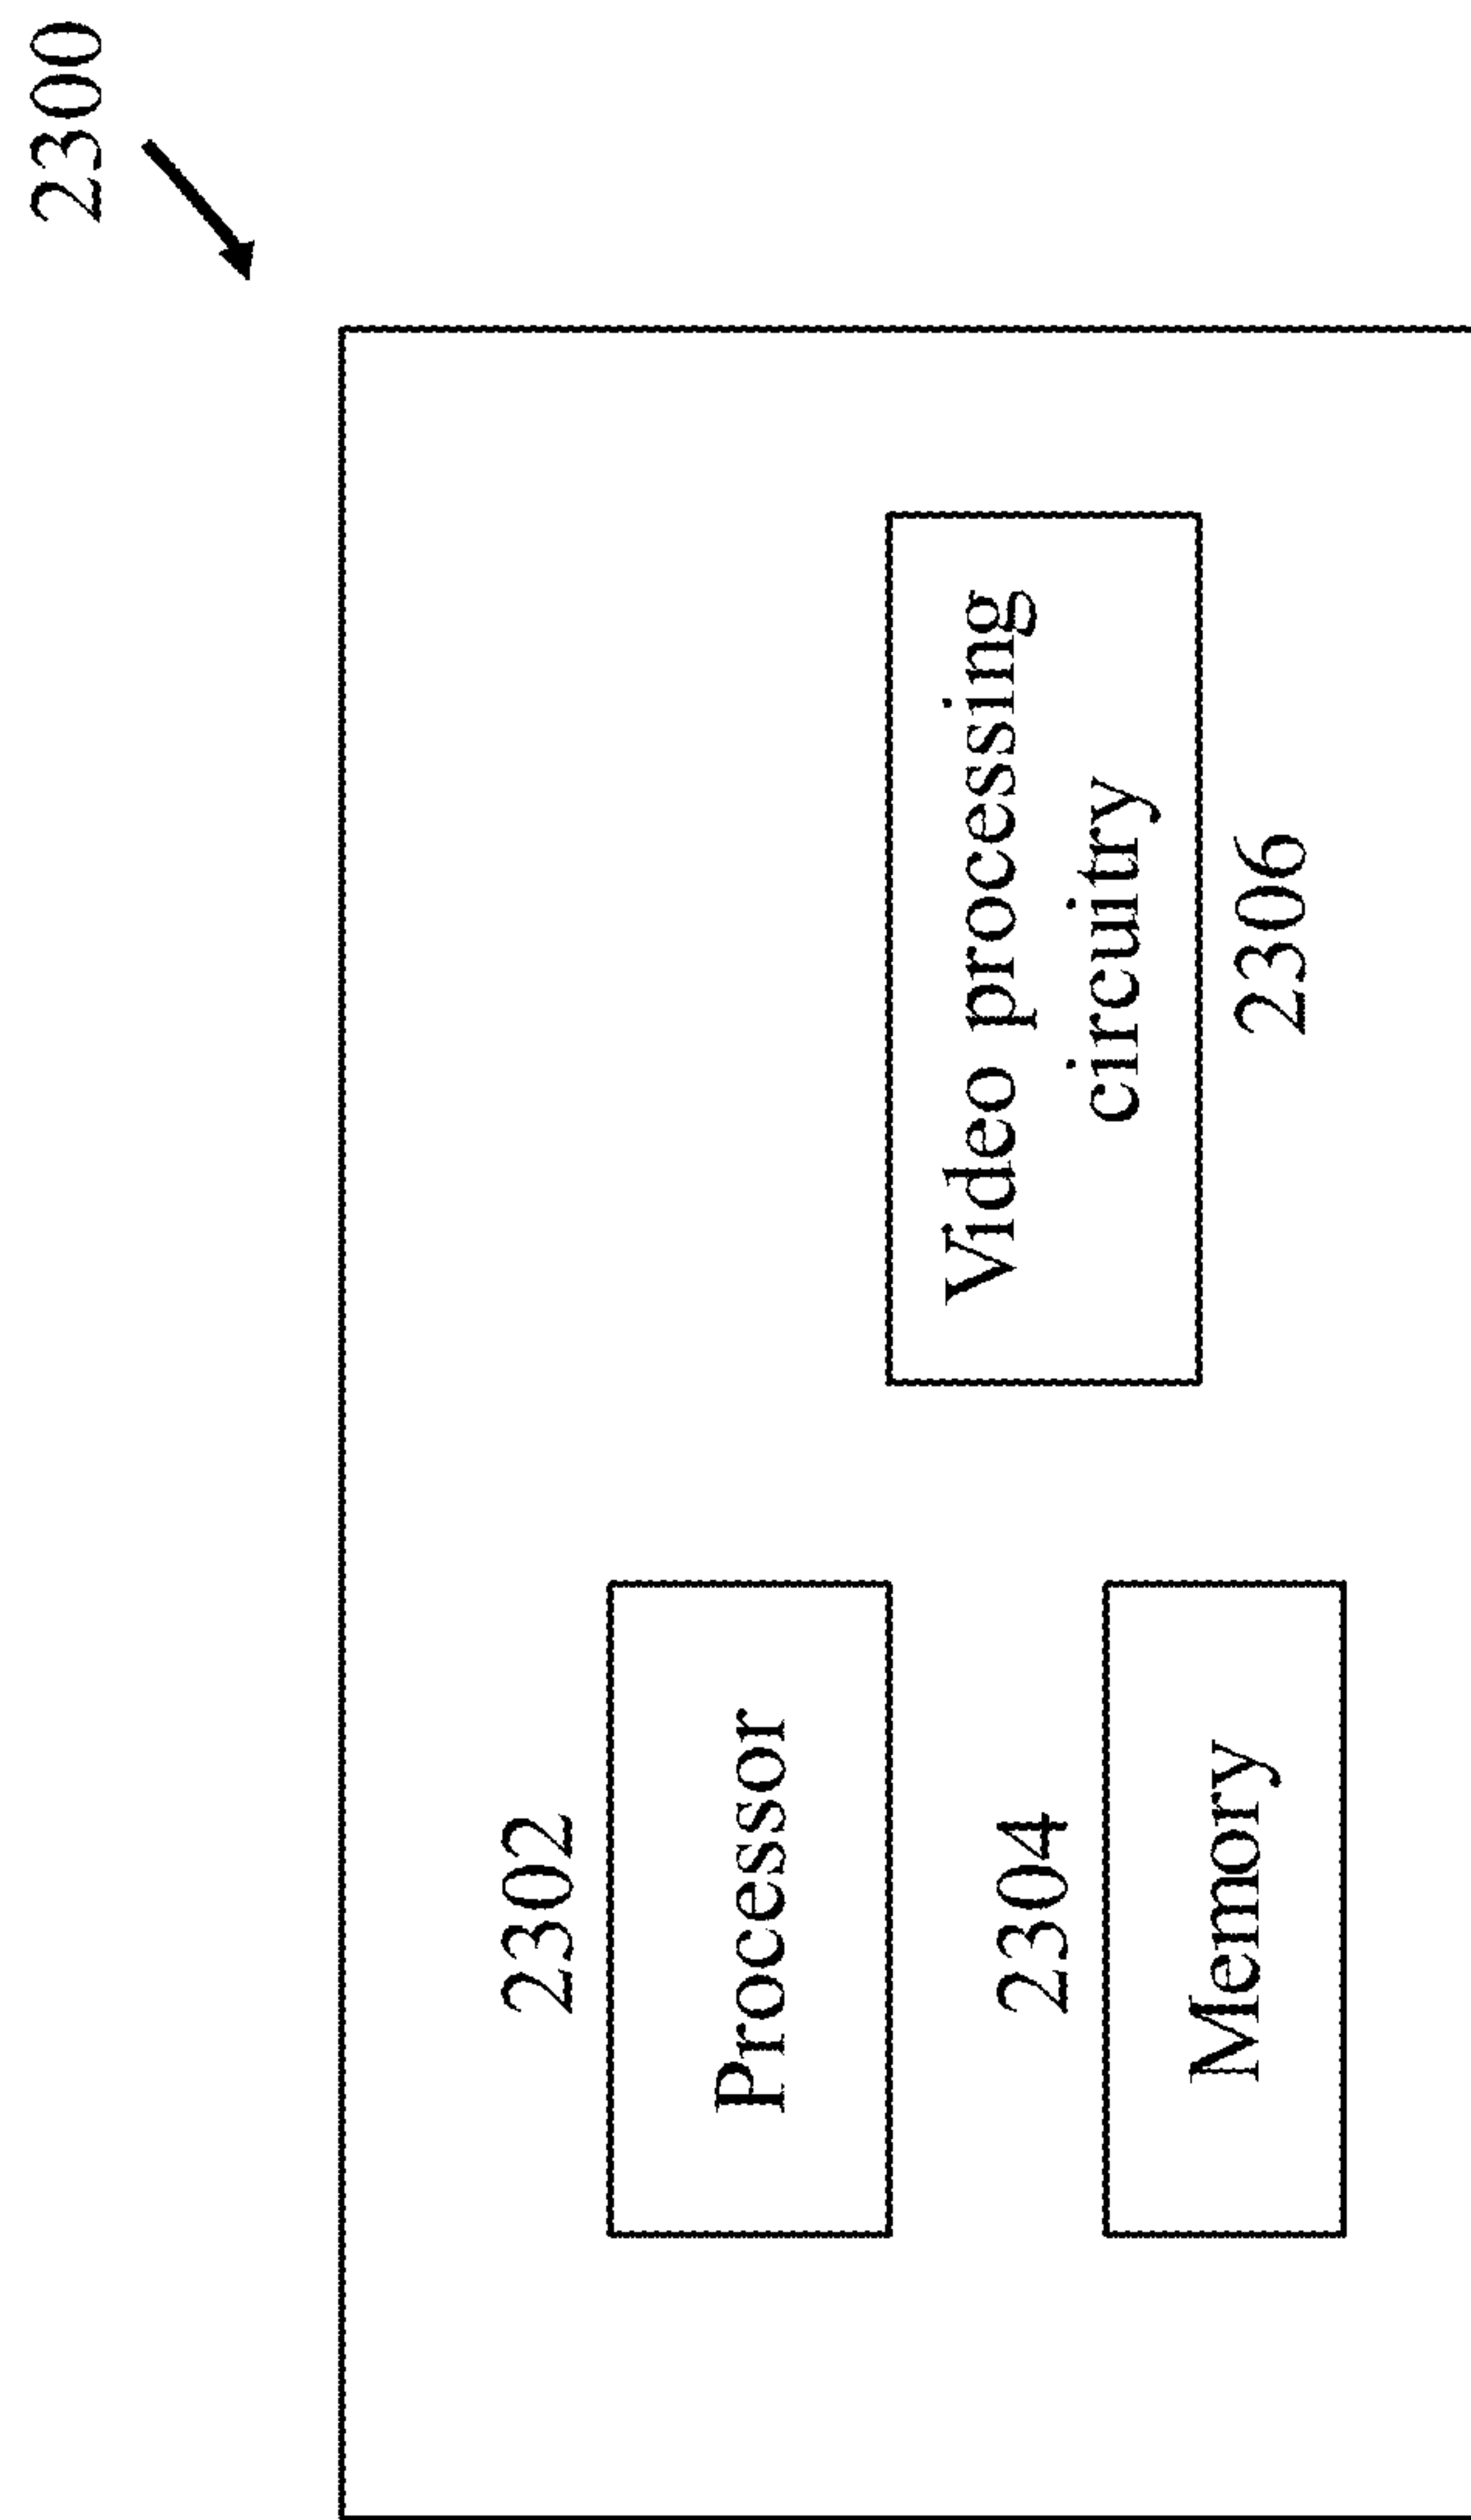 2300
2302
Processor
2304
Memory
Video processing
circuitry
2306